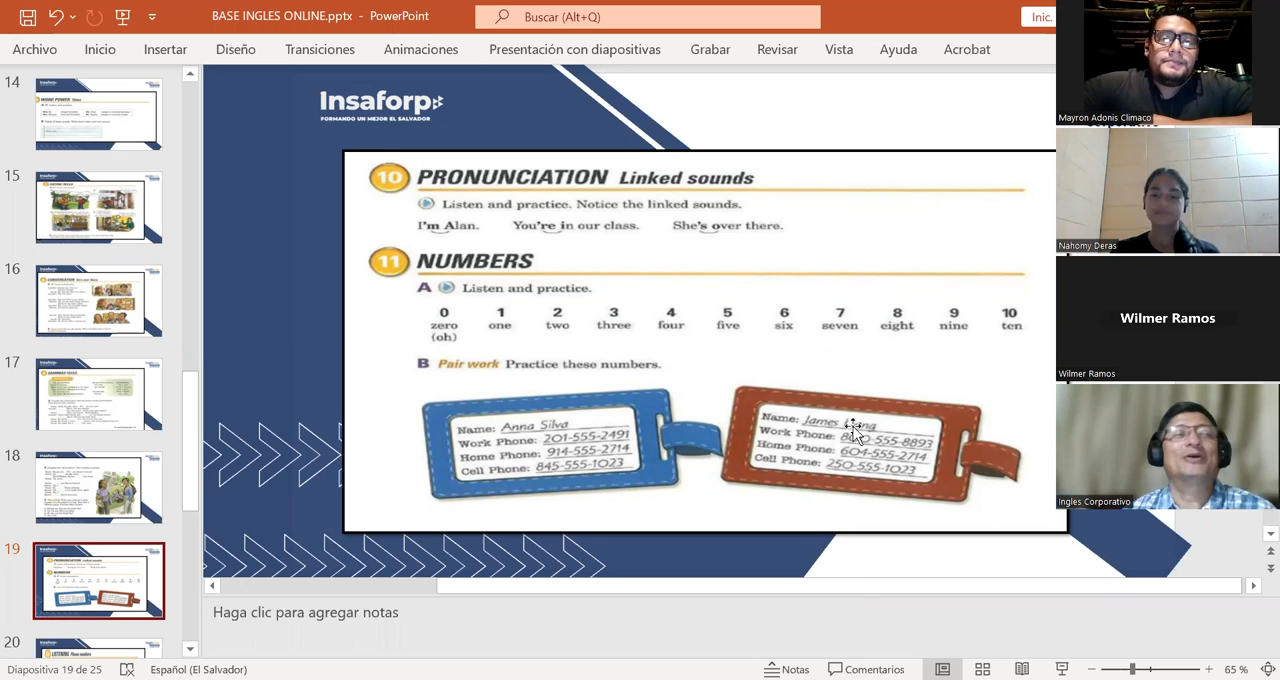 BASE INGLES ONLINE.pptx - PowerPoint
Buscar (Alt+Q)
Inic.
Archivo Inicio Insertar Diseño Transiciones Animaciones Presentación con diapositivas Grabar Revisar Vista Ayuda Acrobat
14
15
16
17
18
19
20
Insaforp
FORMANDO UN MEJOR EL SALVADOR
10 PRONUNCIATION Linked sounds
Listen and practice. Notice the linked sounds.
I'm Alan. You're in our class. She's over there.
11 NUMBERS
A Listen and practice.
0 1 2 3 4 5 6 7 8 9 10
zero one two three four five six seven eight nine ten
(oh)
B Pair work Practice these numbers.
Name: Anna Silva
Work Phone: 201-555-2491
Home Phone: 914-555-2714
Cell Phone: 845-555-1023
Name: James
Work Phone:
Home Phone: 604-555-2714
Cell Phone: 250-555-1023
Mayron Adonis Climaco
Nahomy Deras
Wilmer Ramos
Wilmer Ramos
Ingles Corporativo
Haga clic para agregar notas
Diapositiva 19 de 25 Español (El Salvador) Notas Comentarios 65 %